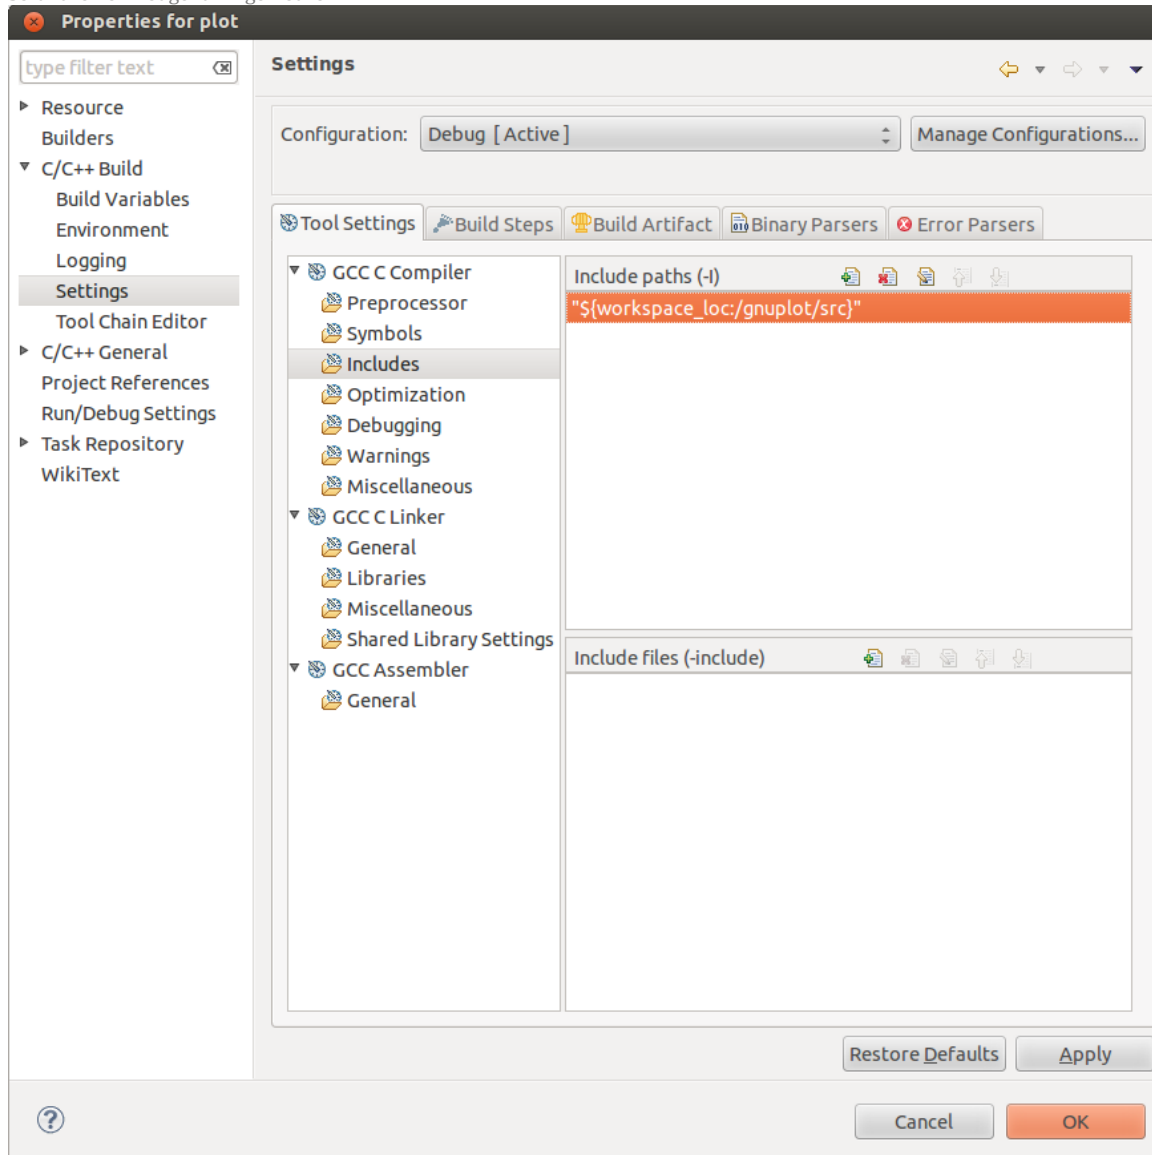 Properties for plot
type filter text
Settings
Resource
Builders
C/C++ Build
Build Variables
Environment
Logging
Settings
Tool Chain Editor
C/C++ General
Project References
Run/Debug Settings
Task Repository
WikiText
Configuration: Debug [ Active ] Manage Configurations...
Tool Settings Build Steps Build Artifact Binary Parsers Error Parsers
GCC C Compiler
Preprocessor
Symbols
Includes
Optimization
Debugging
Warnings
Miscellaneous
GCC C Linker
General
Libraries
Miscellaneous
Shared Library Settings
GCC Assembler
General
Include paths (-I)
"${workspace_loc:/gnuplot/src}"
Include files (-include)
Restore Defaults Apply
Cancel OK